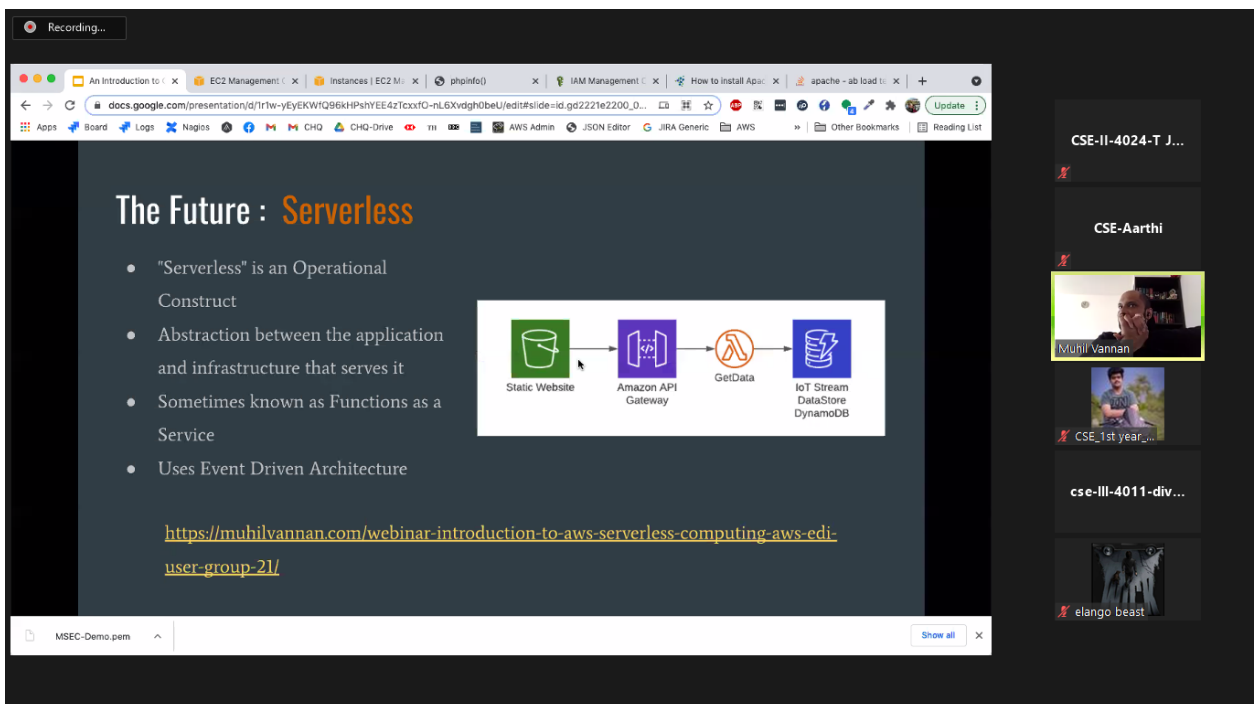 Recording...
An Introduction to C
EC2 Management C
Instances | EC2 Ma
phpinfo()
IAM Management C
How to Install Apac
apache - ab load te
docs.google.com/presentation/d/1r1w-yEyEKWfQ96kHPshYEE4zTcxxfO-nL6Xvdgh0beU/edit#slide=id.gd2221e2200_0...
Update
Apps Board Logs Nagios CHQ CHQ-Drive AWS Admin JSON Editor JIRA Generic AWS » Other Bookmarks Reading List
The Future : Serverless
● "Serverless" is an Operational
Construct
● Abstraction between the application
and infrastructure that serves it
● Sometimes known as Functions as a
Service
● Uses Event Driven Architecture
Static Website
Amazon API
Gateway
GetData
IoT Stream
DataStore
DynamoDB
https://muhilvannan.com/webinar-introduction-to-aws-serverless-computing-aws-edi-
user-group-21/
MSEC-Demo.pem
Show all
CSE-II-4024-T J...
CSE-Aarthi
Muhil Vannan
CSE_1st year_...
cse-III-4011-div...
elango beast